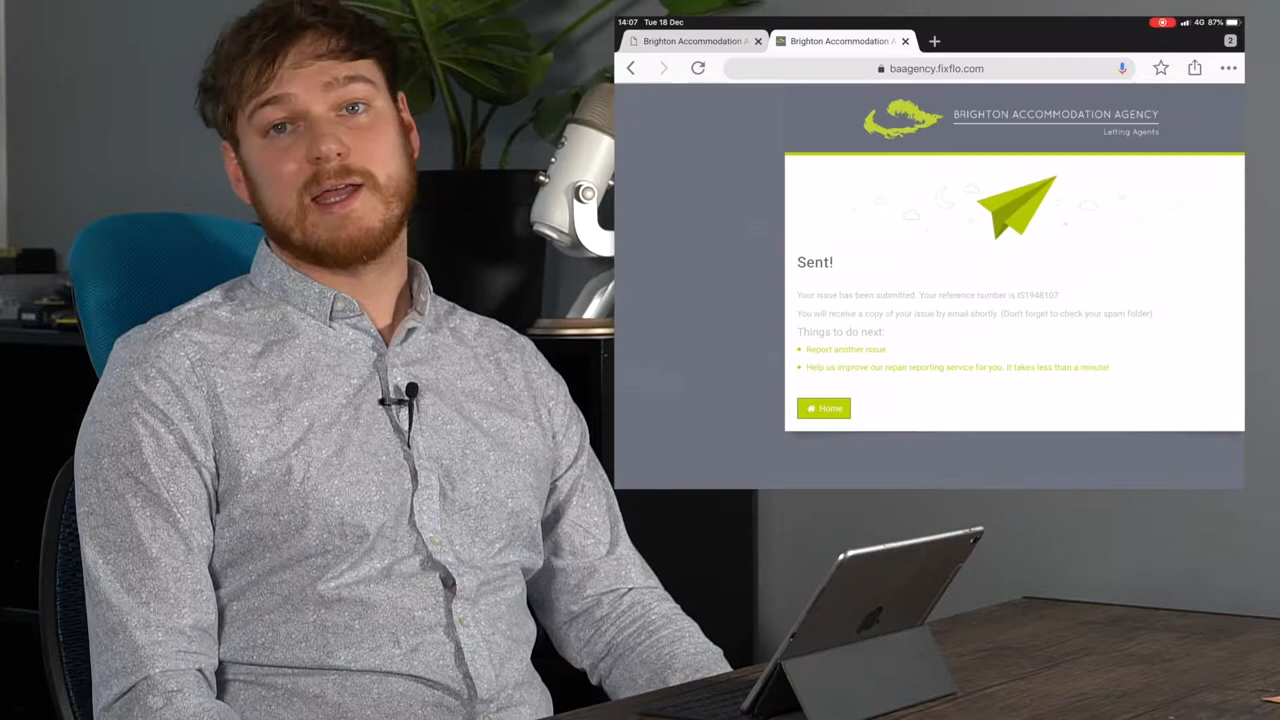 14:07 Tue 18 Dec
4G 87%
Brighton Accommodation A
Brighton Accommodation A
2
baagency.fixflo.com
BRIGHTON ACCOMMODATION AGENCY
Letting Agents
Sent!
Your issue has been submitted. Your reference number is IS1948107
You will receive a copy of your issue by email shortly. (Don't forget to check your spam folder)
Things to do next:
Report another issue
Help us improve our repair reporting service for you. It takes less than a minute!
Home